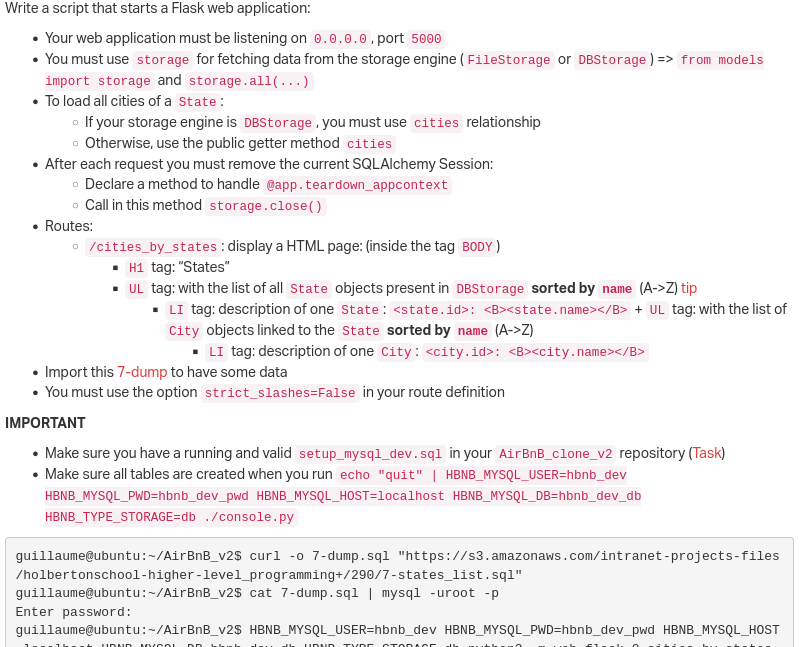 Write a script that starts a Flask web application:
Your web application must be listening on 0.0.0.0, port 5000
You must use storage for fetching data from the storage engine (FileStorage or DBStorage) => from models
import storage and storage.all(...)
To load all cities of a State:
If your storage engine is DBStorage, you must use cities relationship
Otherwise, use the public getter method cities
After each request you must remove the current SQLAlchemy Session:
Declare a method to handle @app.teardown_appcontext
Call in this method storage.close()
Routes:
/cities_by_states: display a HTML page: (inside the tag BODY)
H1 tag: “States”
UL tag: with the list of all State objects present in DBStorage sorted by name (A->Z) tip
LI tag: description of one State: <state.id>: <B><state.name></B> + UL tag: with the list of
City objects linked to the State sorted by name (A->Z)
LI tag: description of one City: <city.id>: <B><city.name></B>
Import this 7-dump to have some data
You must use the option strict_slashes=False in your route definition
IMPORTANT
Make sure you have a running and valid setup_mysql_dev.sql in your AirBnB_clone_v2 repository (Task)
Make sure all tables are created when you run echo "quit" | HBNB_MYSQL_USER=hbnb_dev
HBNB_MYSQL_PWD=hbnb_dev_pwd HBNB_MYSQL_HOST=localhost HBNB_MYSQL_DB=hbnb_dev_db
HBNB_TYPE_STORAGE=db ./console.py
guillaume@ubuntu:~/AirBnB_v2$ curl -o 7-dump.sql "https://s3.amazonaws.com/intranet-projects-files
/holbertonschool-higher-level_programming+/290/7-states_list.sql"
guillaume@ubuntu:~/AirBnB_v2$ cat 7-dump.sql | mysql -uroot -p
Enter password:
guillaume@ubuntu:~/AirBnB_v2$ HBNB_MYSQL_USER=hbnb_dev HBNB_MYSQL_PWD=hbnb_dev_pwd HBNB_MYSQL_HOST